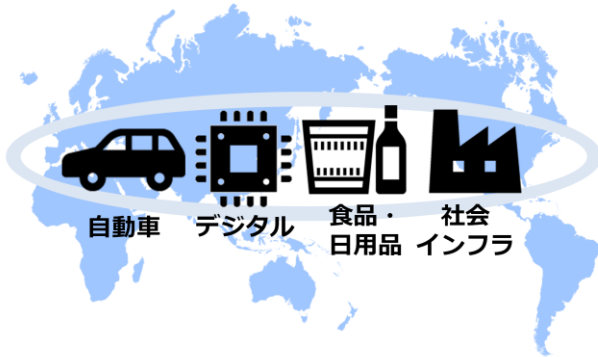 自動車
デジタル
食品・
日用品
社会
インフラ